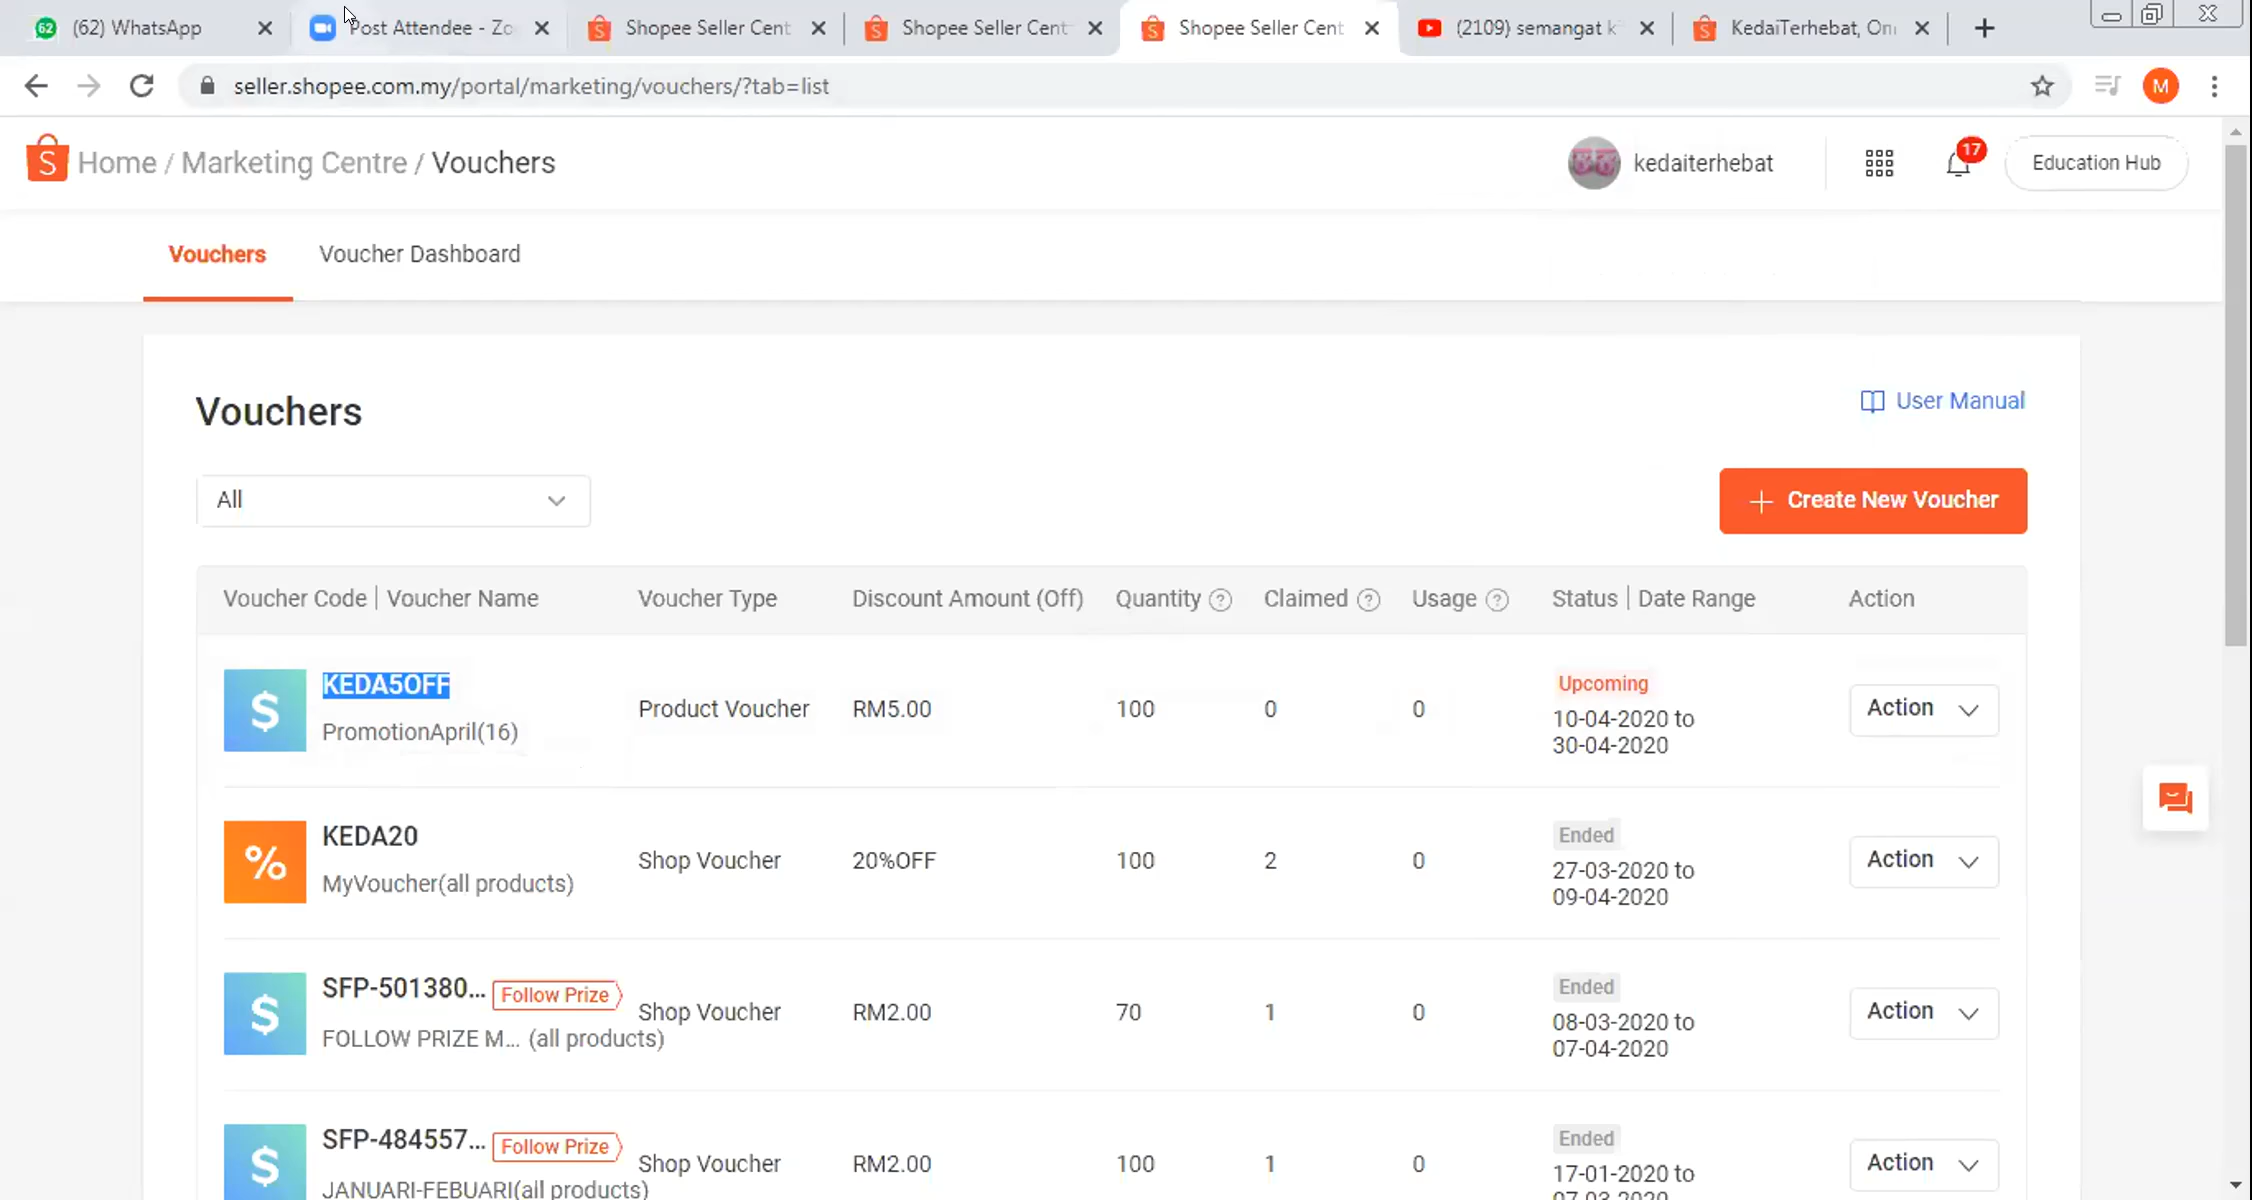 62 (62) WhatsApp Post Attendee - Zo Shopee Seller Cent Shopee Seller Cent Shopee Seller Cent (2109) semangat k KedaiTerhebat, Onl
seller.shopee.com.my/portal/marketing/vouchers/?tab=list M
Home / Marketing Centre / Vouchers kedaiterhebat 17 Education Hub
Vouchers Voucher Dashboard
Vouchers User Manual
All + Create New Voucher
Voucher Code | Voucher Name Voucher Type Discount Amount (Off) Quantity ? Claimed ? Usage ? Status | Date Range Action
KEDA5OFF Upcoming
PromotionApril(16) Product Voucher RM5.00 100 0 0 10-04-2020 to Action
30-04-2020
KEDA20 Ended
MyVoucher(all products) Shop Voucher 20%OFF 100 2 0 27-03-2020 to Action
09-04-2020
SFP-501380... Follow Prize Ended
FOLLOW PRIZE M... (all products) Shop Voucher RM2.00 70 1 0 08-03-2020 to Action
07-04-2020
SFP-484557... Follow Prize Ended
JANUARI-FEBUARI(all products) Shop Voucher RM2.00 100 1 0 17-01-2020 to Action
07-03-2020